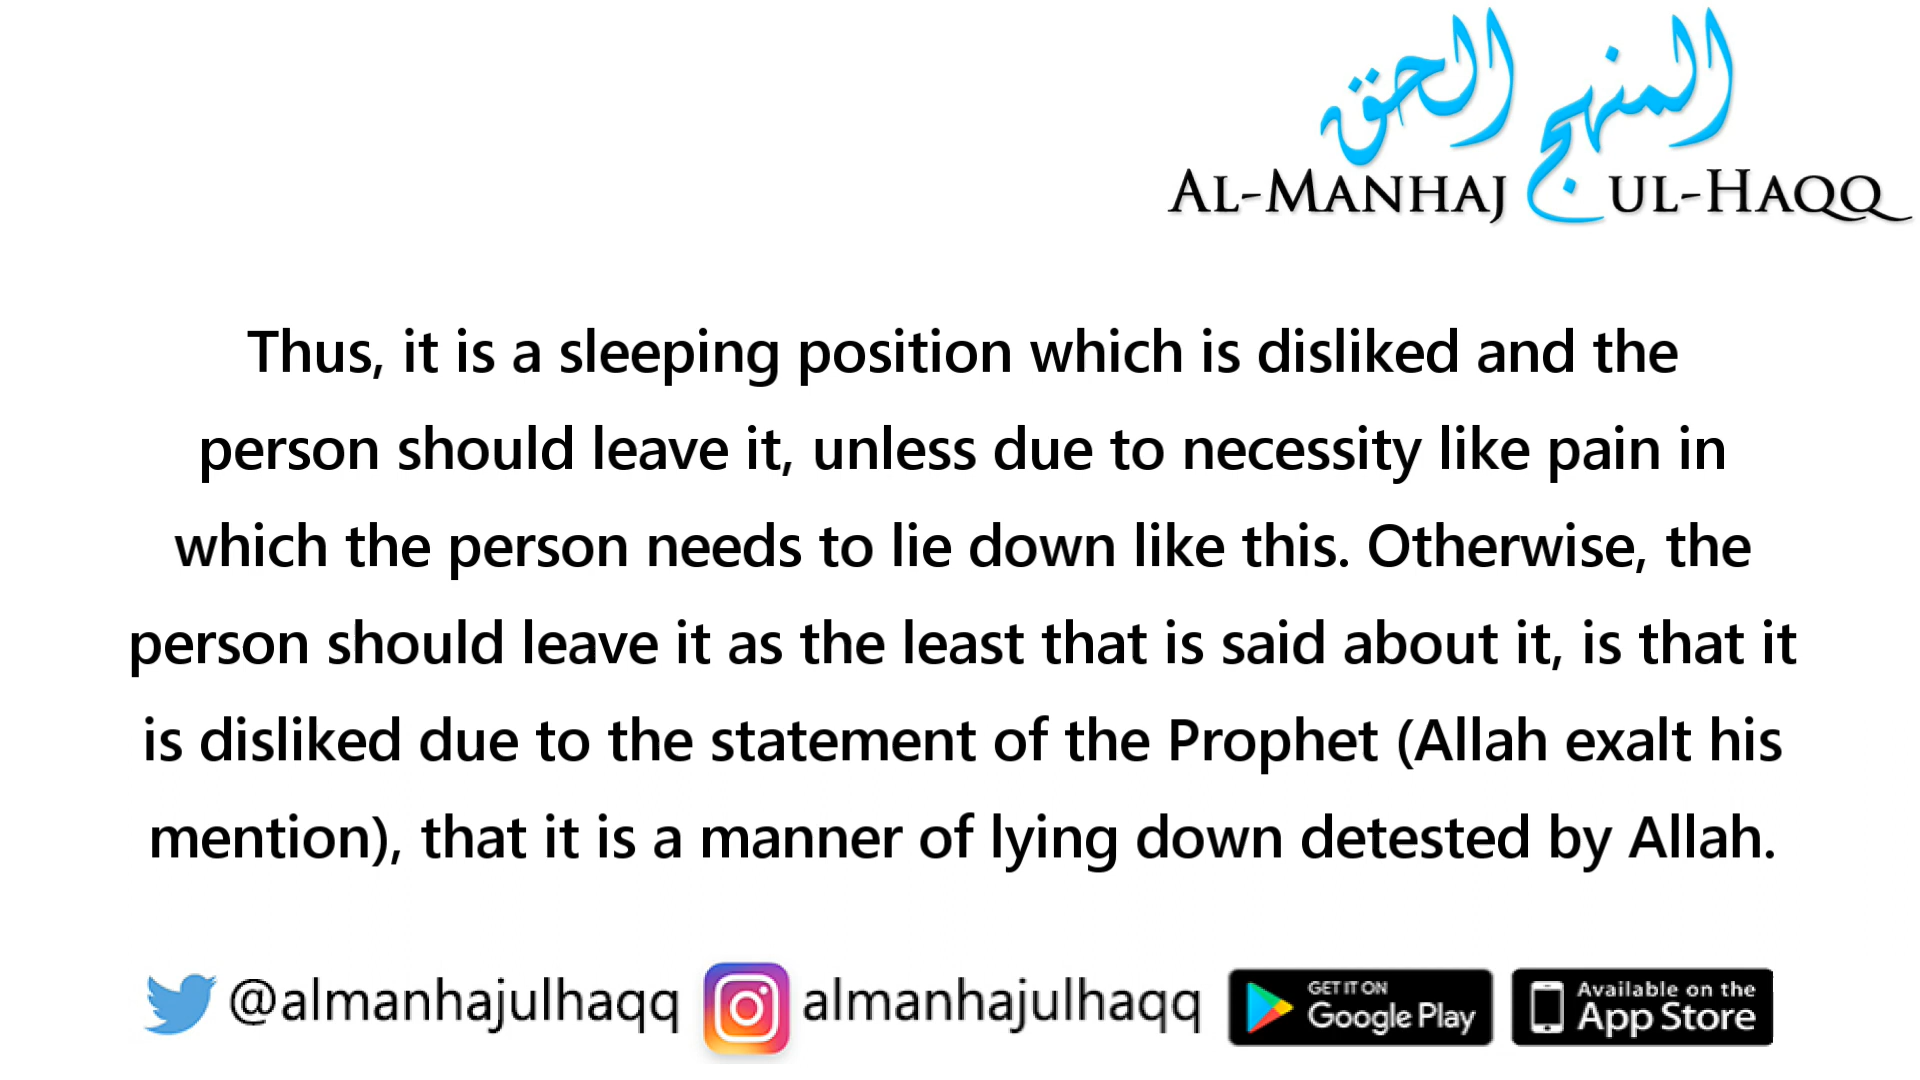 المنهج الحق
AL-MANHAJ UL-HAQQ
Thus, it is a sleeping position which is disliked and the
person should leave it, unless due to necessity like pain in
which the person needs to lie down like this. Otherwise, the
person should leave it as the least that is said about it, is that it
is disliked due to the statement of the Prophet (Allah exalt his
mention), that it is a manner of lying down detested by Allah.
@almanhajulhaqq almanhajulhaqq GET IT ON Google Play Available on the App Store